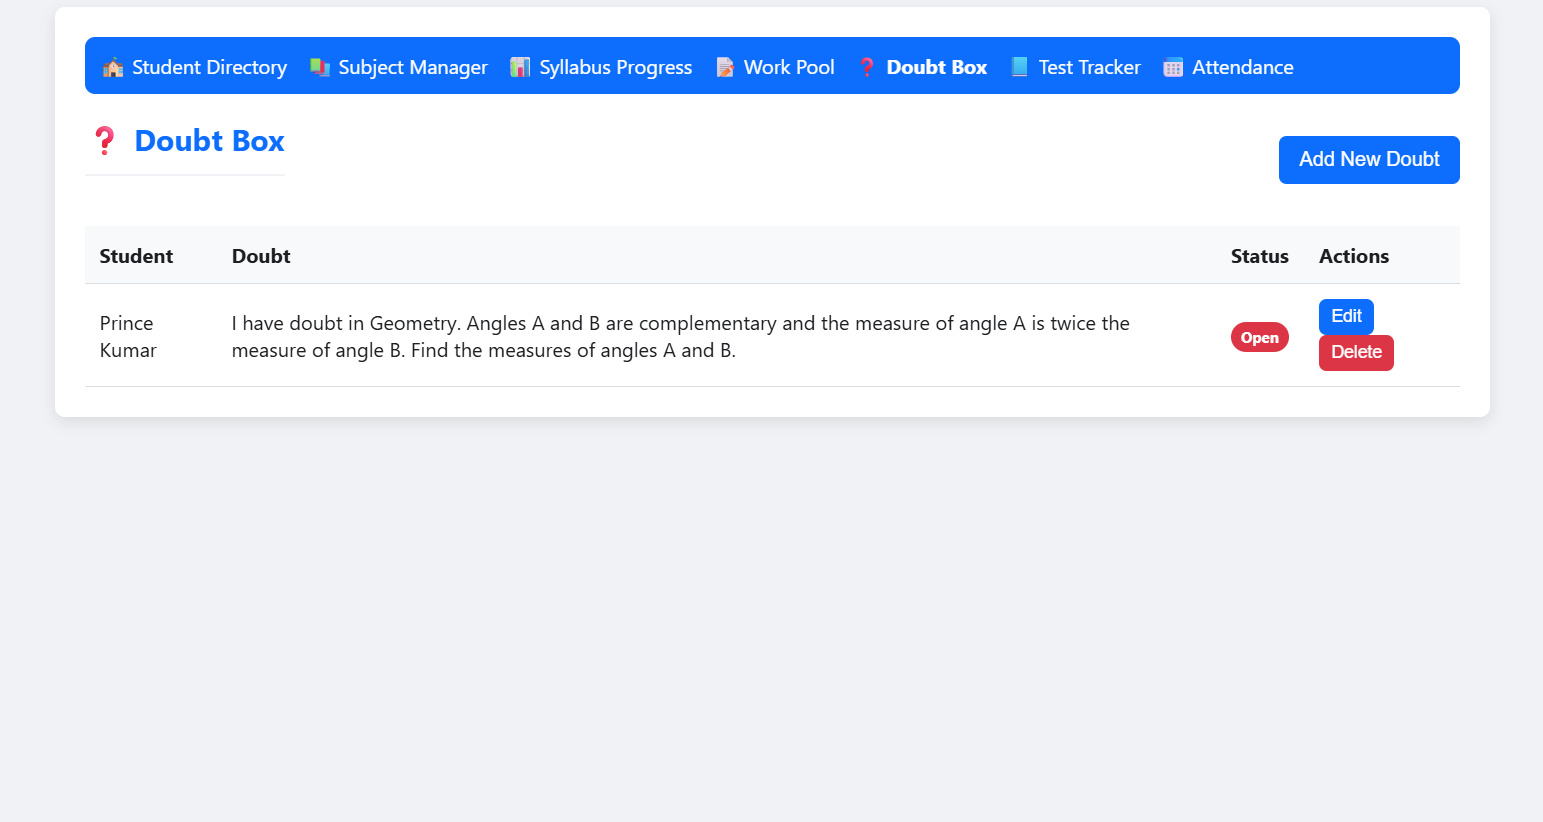 Student Directory Subject Manager Syllabus Progress Work Pool Doubt Box Test Tracker Attendance
Doubt Box
Add New Doubt
Student Doubt Status Actions
Prince Kumar
I have doubt in Geometry. Angles A and B are complementary and the measure of angle A is twice the
measure of angle B. Find the measures of angles A and B.
Open
Edit
Delete